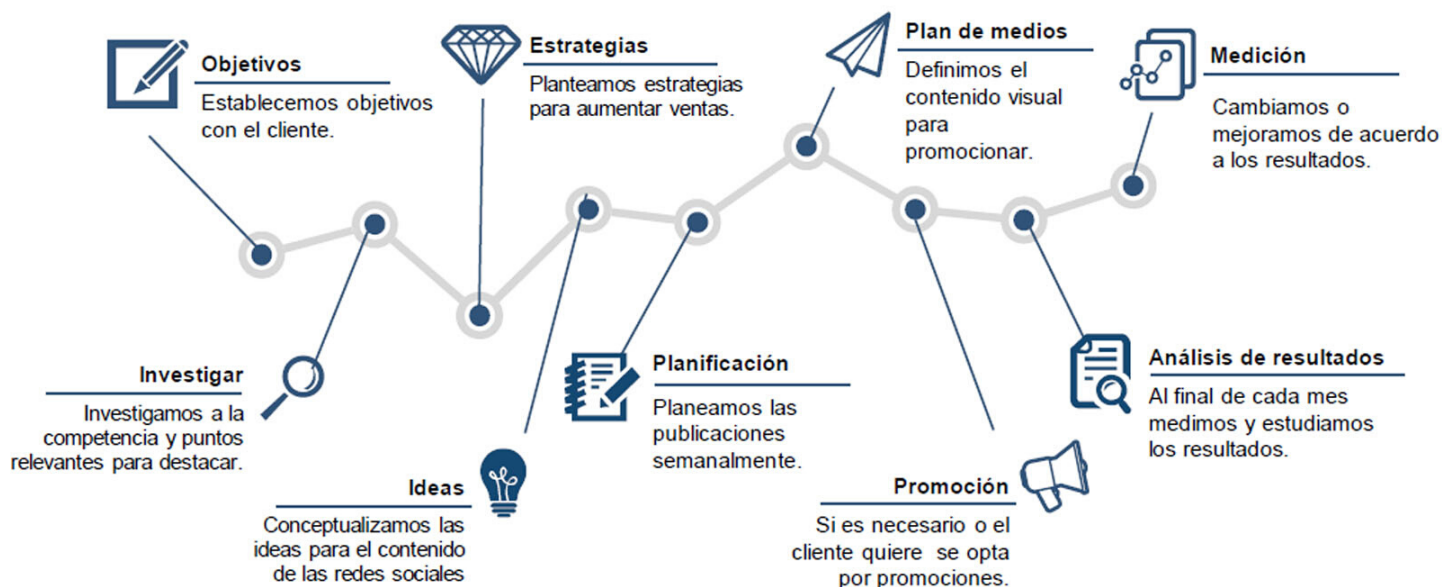 Objetivos
Establecemos objetivos
con el cliente.
Investigar
Investigamos a la
competencia y puntos
relevantes para destacar.
Estrategias
Planteamos estrategias
para aumentar ventas.
Ideas
Conceptualizamos las
ideas para el contenido
de las redes sociales
Planificación
Planeamos las
publicaciones
semanalmente.
Plan de medios
Definimos el
contenido visual
para
promocionar.
Promoción
Si es necesario o el
cliente quiere se opta
por promociones.
Análisis de resultados
Al final de cada mes
medimos y estudiamos
los resultados.
Medición
Cambiamos o
mejoramos de acuerdo
a los resultados.